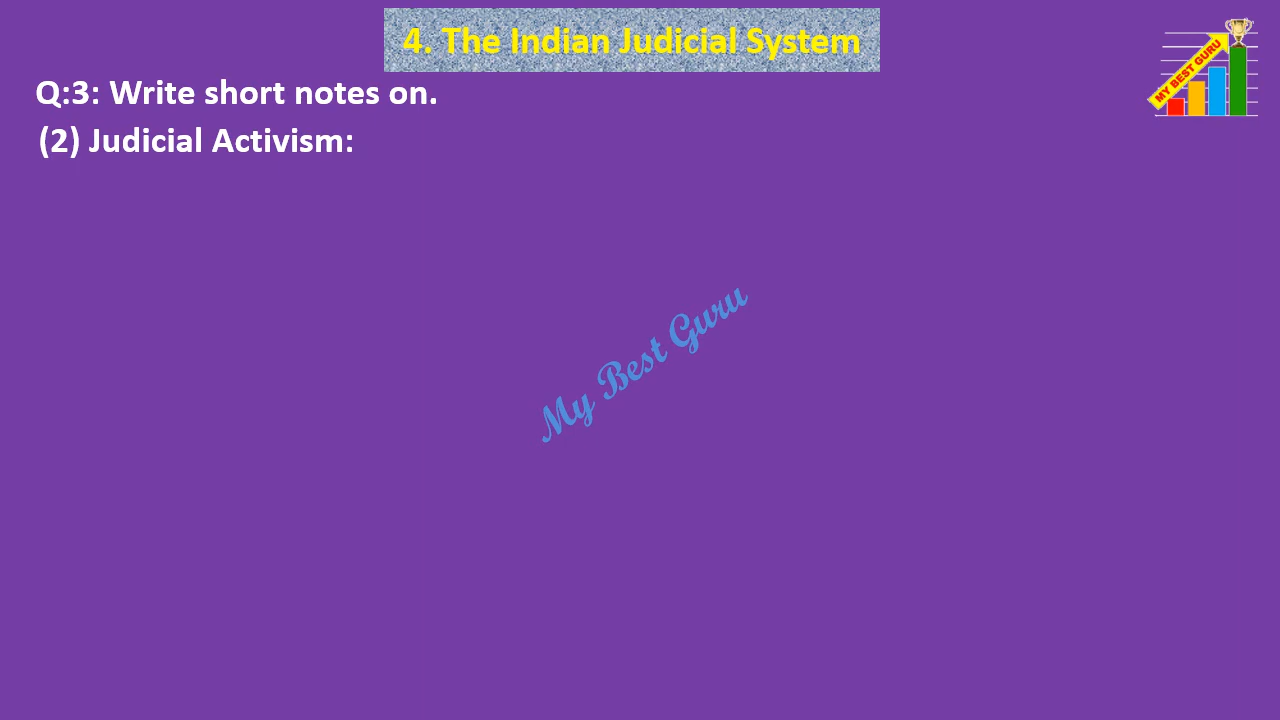 4. The Indian Judicial System
MY BEST GURU
Q:3: Write short notes on.
(2) Judicial Activism:
My Best Guru